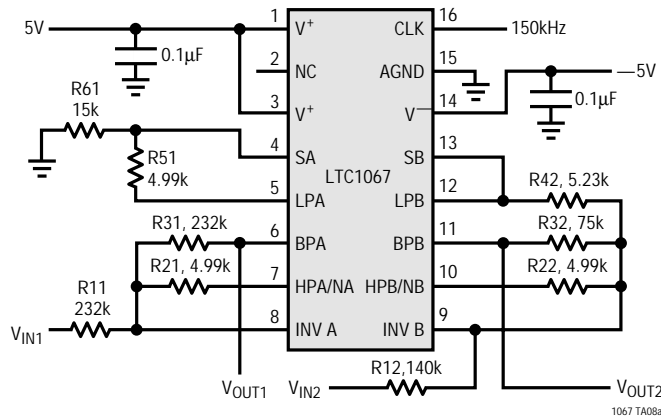 5V
0.1µF
1
V+
CLK
16
150kHz
2
NC
AGND
15
R61
15k
3
V+
V—
14
—5V
0.1µF
4
SA
SB
13
R51
4.99k
LTC1067
5
LPA
LPB
12
R42, 5.23k
R31, 232k
6
BPA
BPB
11
R32, 75k
R21, 4.99k
7
HPA/NA
HPB/NB
10
R22, 4.99k
R11
232k
8
INV A
INV B
9
VIN1
R12,140k
VOUT1
VIN2
VOUT2
1067 TA08a